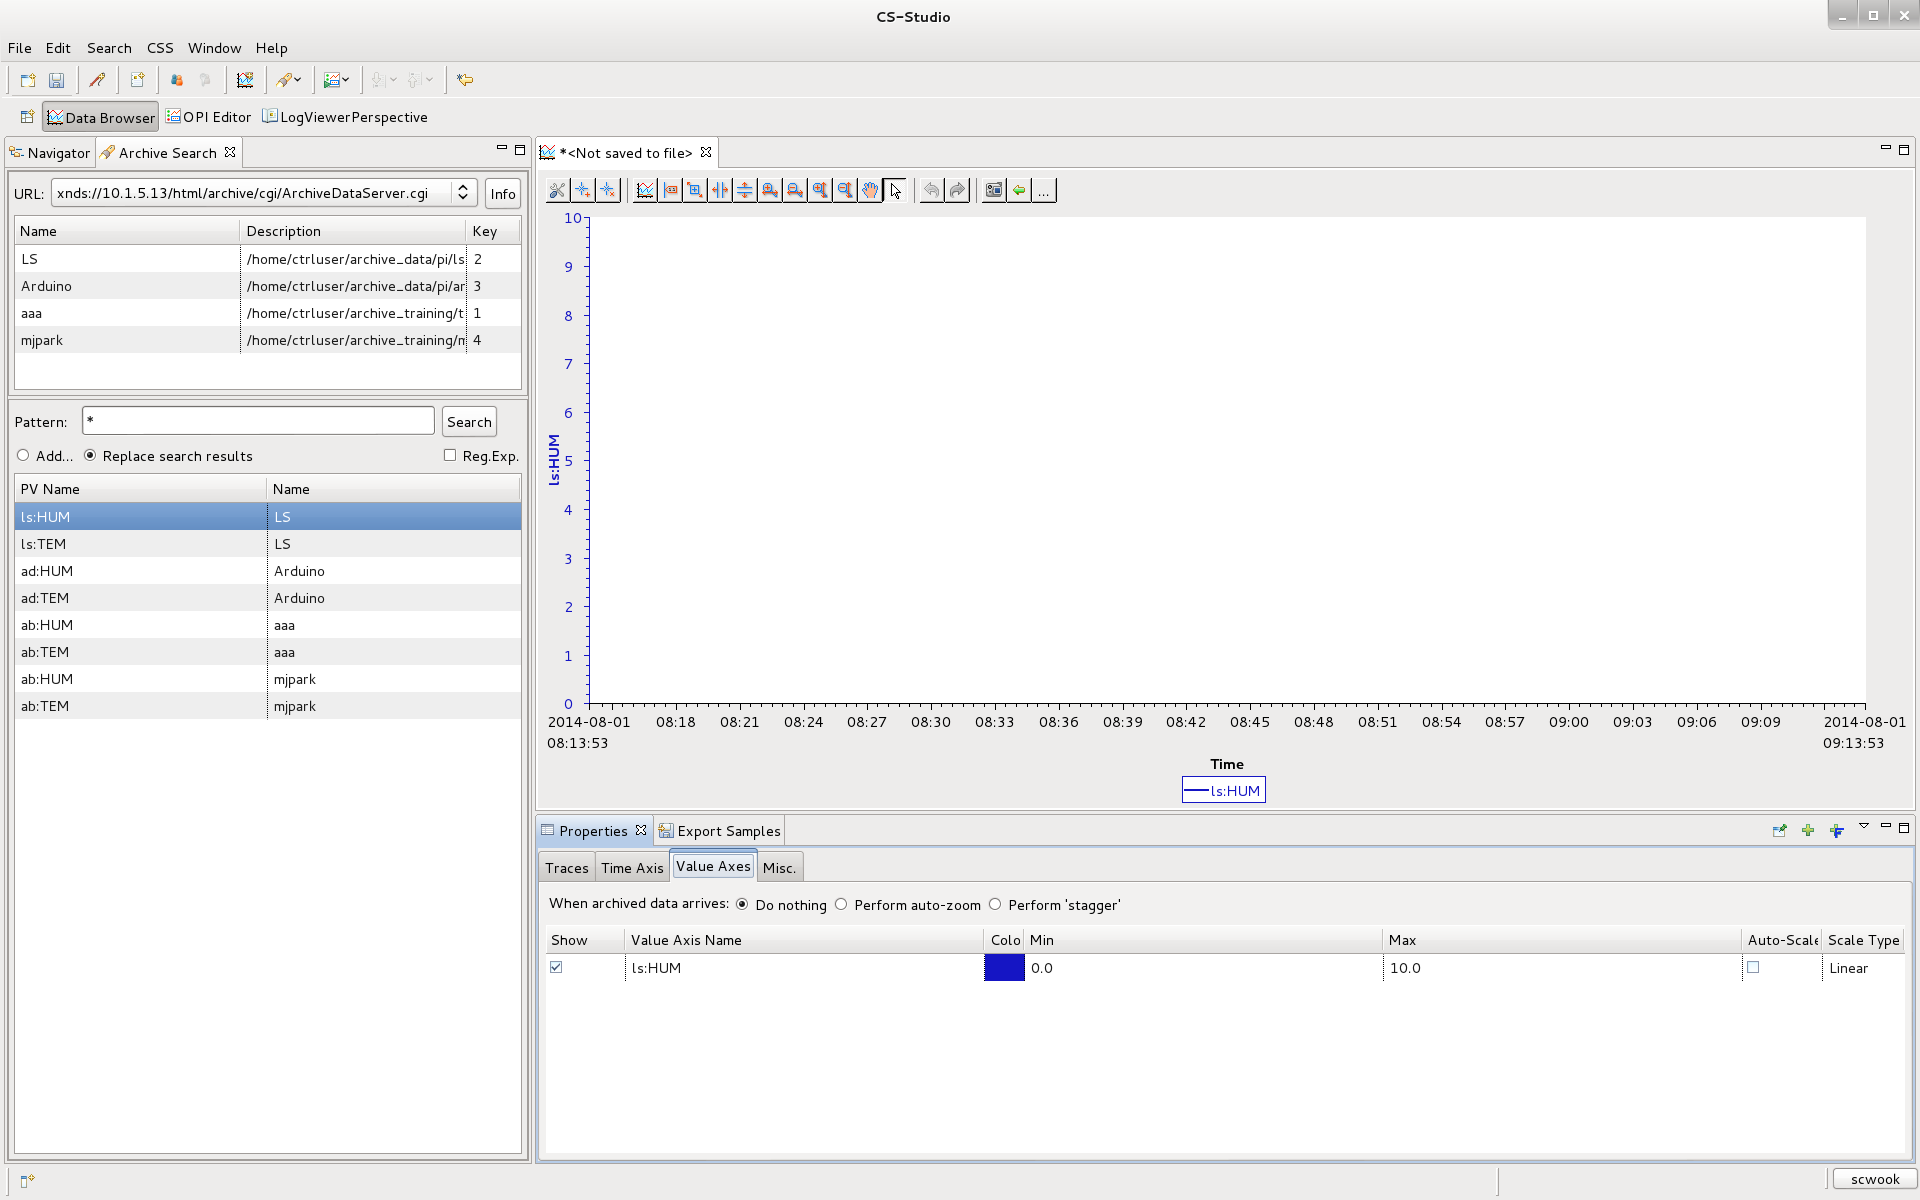 CS-Studio
File Edit Search CSS Window Help
Data Browser OPI Editor LogViewerPerspective
Navigator Archive Search
URL: xnds://10.1.5.13/html/archive/cgi/ArchiveDataServer.cgi Info
Name Description Key
LS /home/ctrluser/archive_data/pi/ls 2
Arduino /home/ctrluser/archive_data/pi/ar 3
aaa /home/ctrluser/archive_training/t 1
mjpark /home/ctrluser/archive_training/m 4
Pattern: * Search
Add... Replace search results Reg.Exp.
PV Name Name
ls:HUM LS
ls:TEM LS
ad:HUM Arduino
ad:TEM Arduino
ab:HUM aaa
ab:TEM aaa
ab:HUM mjpark
ab:TEM mjpark
*<Not saved to file>
...
10
9
8
7
6
5
4
3
2
1
0
ls:HUM
2014-08-01 08:18 08:21 08:24 08:27 08:30 08:33 08:36 08:39 08:42 08:45 08:48 08:51 08:54 08:57 09:00 09:03 09:06 09:09 2014-08-01
08:13:53 09:13:53
Time
ls:HUM
Properties Export Samples
Traces Time Axis Value Axes Misc.
When archived data arrives: Do nothing Perform auto-zoom Perform 'stagger'
Show Value Axis Name Colo Min Max Auto-Scale Scale Type
ls:HUM 0.0 10.0 Linear
scwook